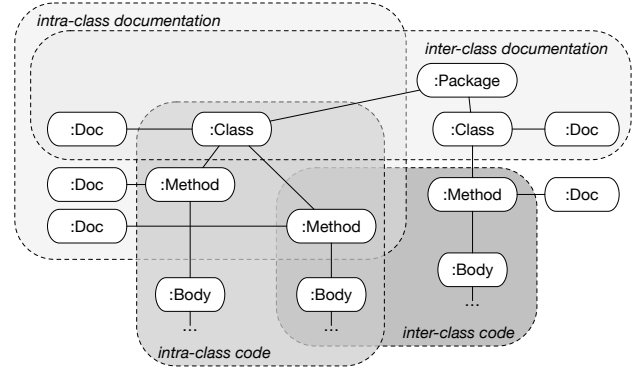 intra-class documentation
inter-class documentation
:Package
:Doc
:Class
:Class
:Doc
:Doc
:Method
:Method
:Doc
:Doc
:Method
:Body
:Body
:Body
...
...
...
inter-class code
intra-class code